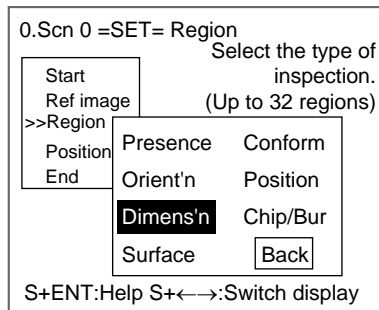 0.Scn 0 =SET= Region
Select the type of
inspection.
(Up to 32 regions)
Start
Ref image
>>Region
Position
End
Presence Conform
Orient'n Position
Dimens'n Chip/Bur
Surface Back
S+ENT:Help S+←→:Switch display